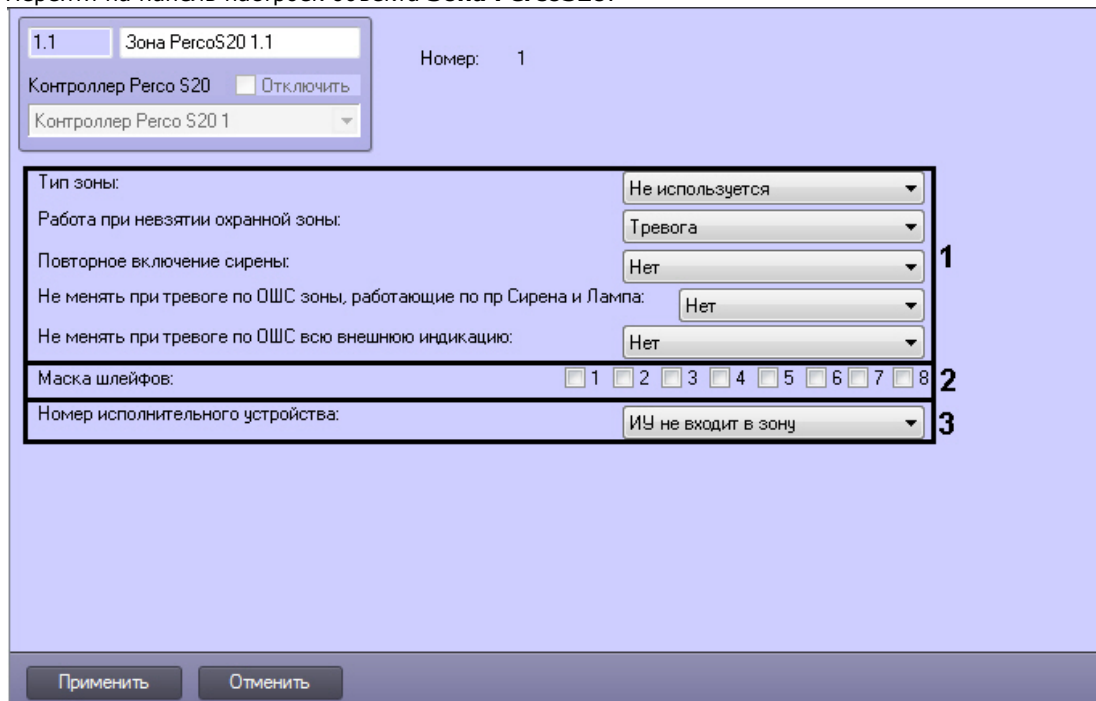 Перейти на панель настроек объекта Зона PercoS20.
1.1 Зона PercoS20 1.1
Номер: 1
Контроллер Perco S20 Отключить
Контроллер Perco S20 1
Тип зоны: Не используется
Работа при невзятии охранной зоны: Тревога
Повторное включение сирены: Нет
1
Не менять при тревоге по ОШС зоны, работающие по пр Сирена и Лампа: Нет
Не менять при тревоге по ОШС всю внешнюю индикацию: Нет
Маска шлейфов: 1 2 3 4 5 6 7 8
2
Номер исполнительного устройства: ИУ не входит в зону
3
Применить Отменить